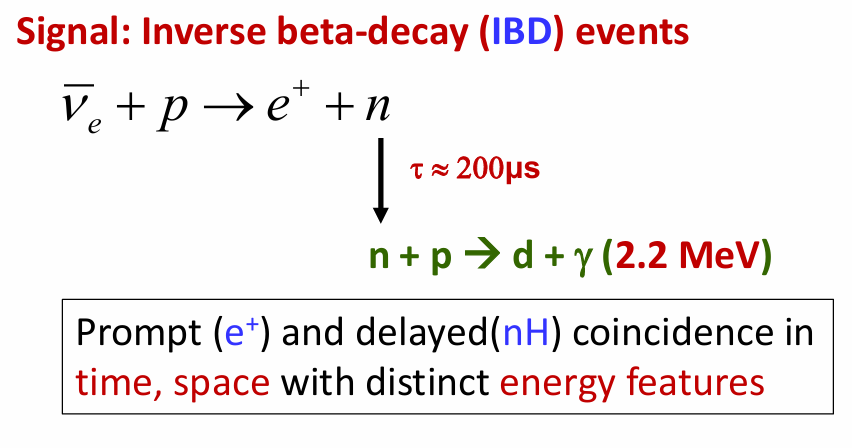 Signal: Inverse beta-decay (IBD) events
ν̅ₑ + p → e⁺ + n
τ ≈ 200µs
n + p → d + γ (2.2 MeV)
Prompt (e⁺) and delayed(nH) coincidence in
time, space with distinct energy features